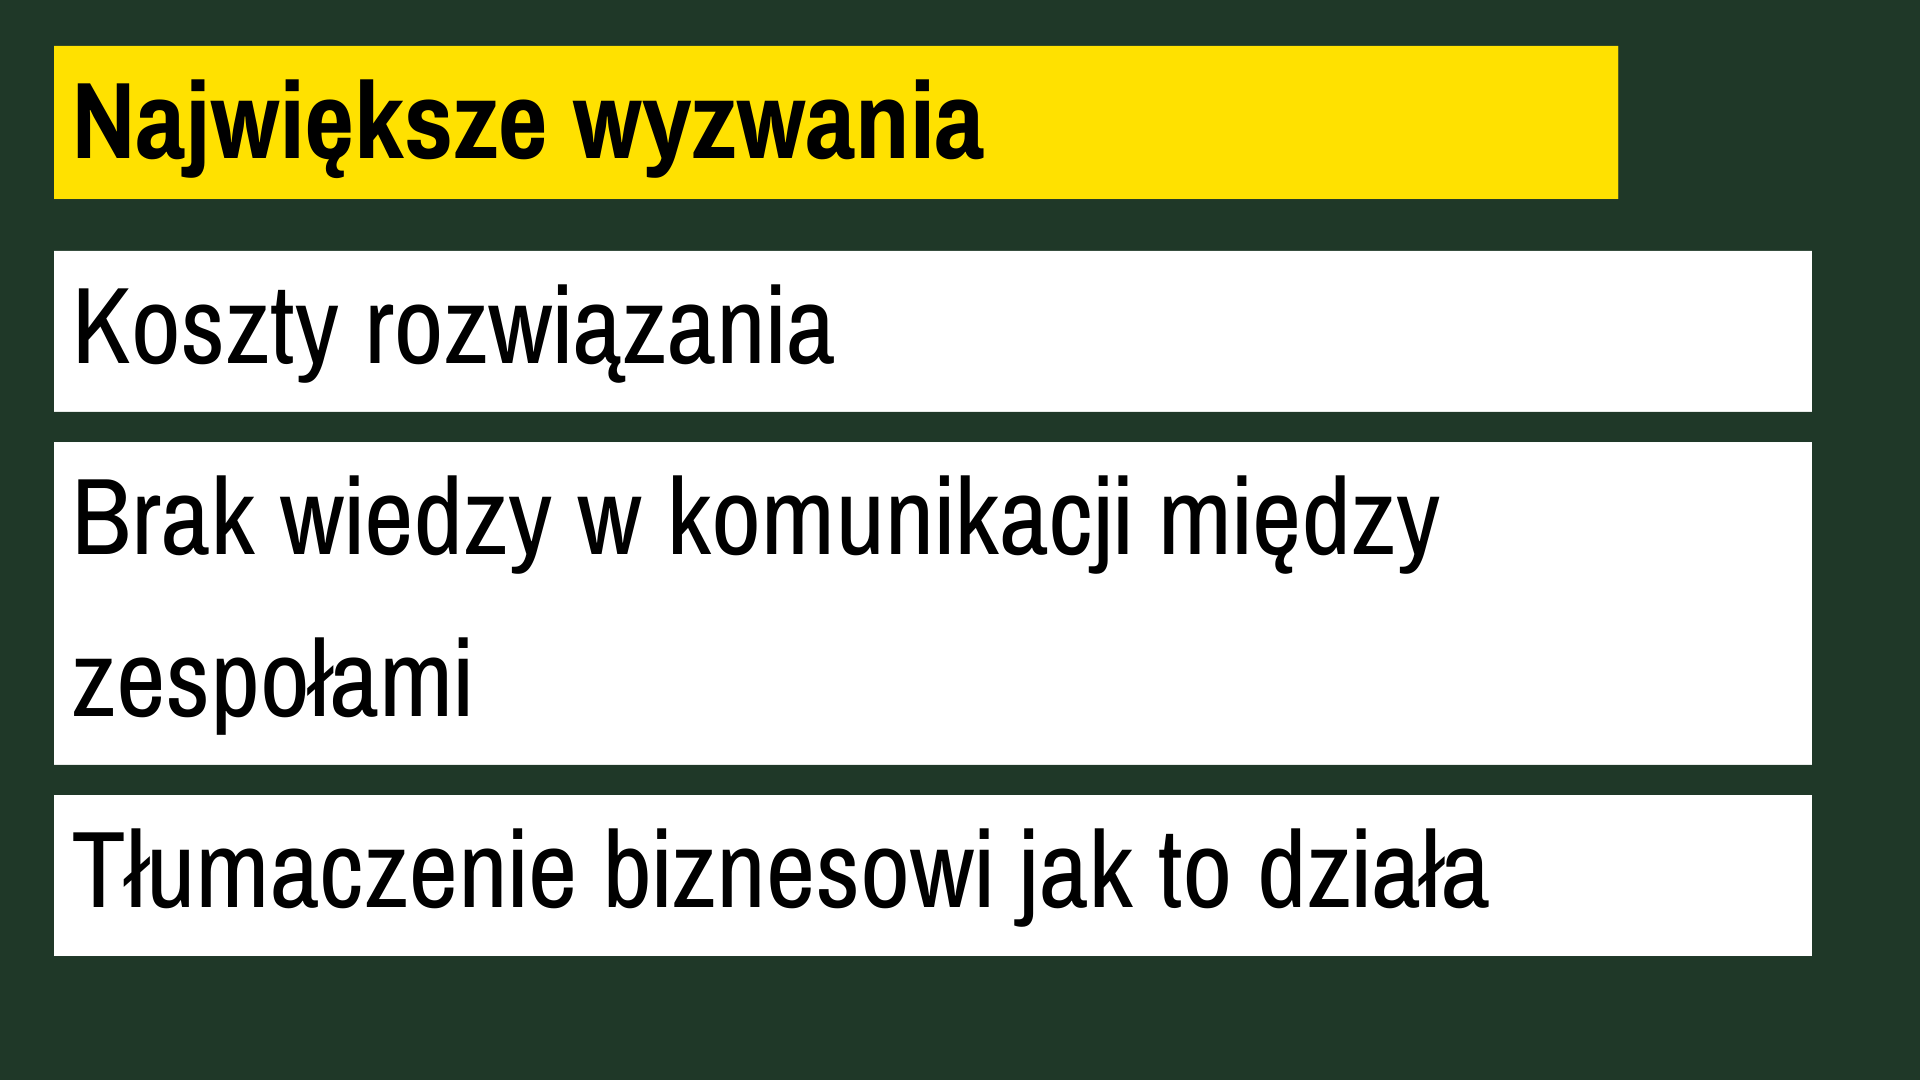 Największe wyzwania
Koszty rozwiązania
Brak wiedzy w komunikacji między
zespołami
Tłumaczenie biznesowi jak to działa